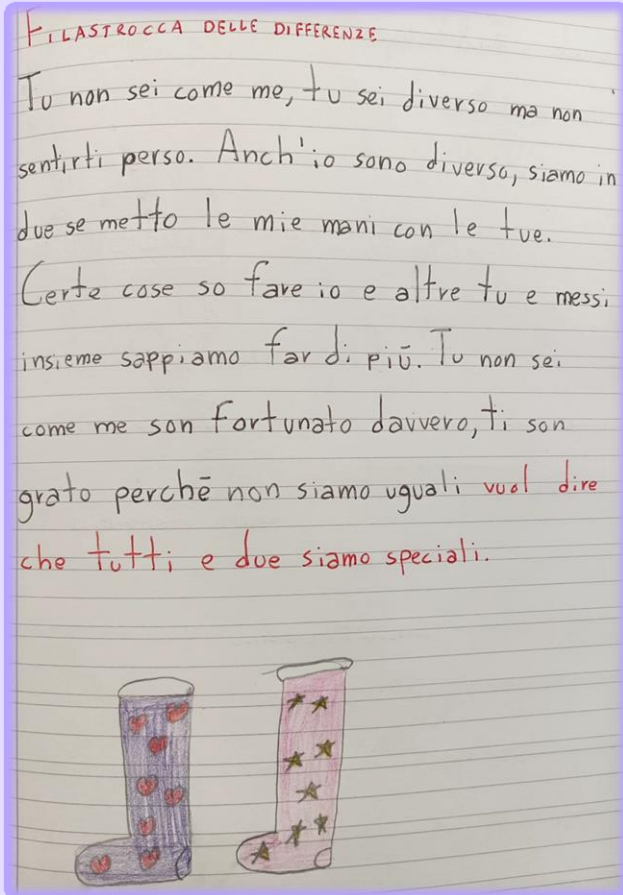 FILASTROCCA DELLE DIFFERENZE
Tu non sei come me, tu sei diverso ma non
sentirti perso. Anch'io sono diverso, siamo in
due se metto le mie mani con le tue.
Certe cose so fare io e altre tu e messi
insieme sappiamo far di più. Tu non sei
come me son fortunato davvero, ti son
grato perchē non siamo uguali vuol dire
che tutti e due siamo speciali.